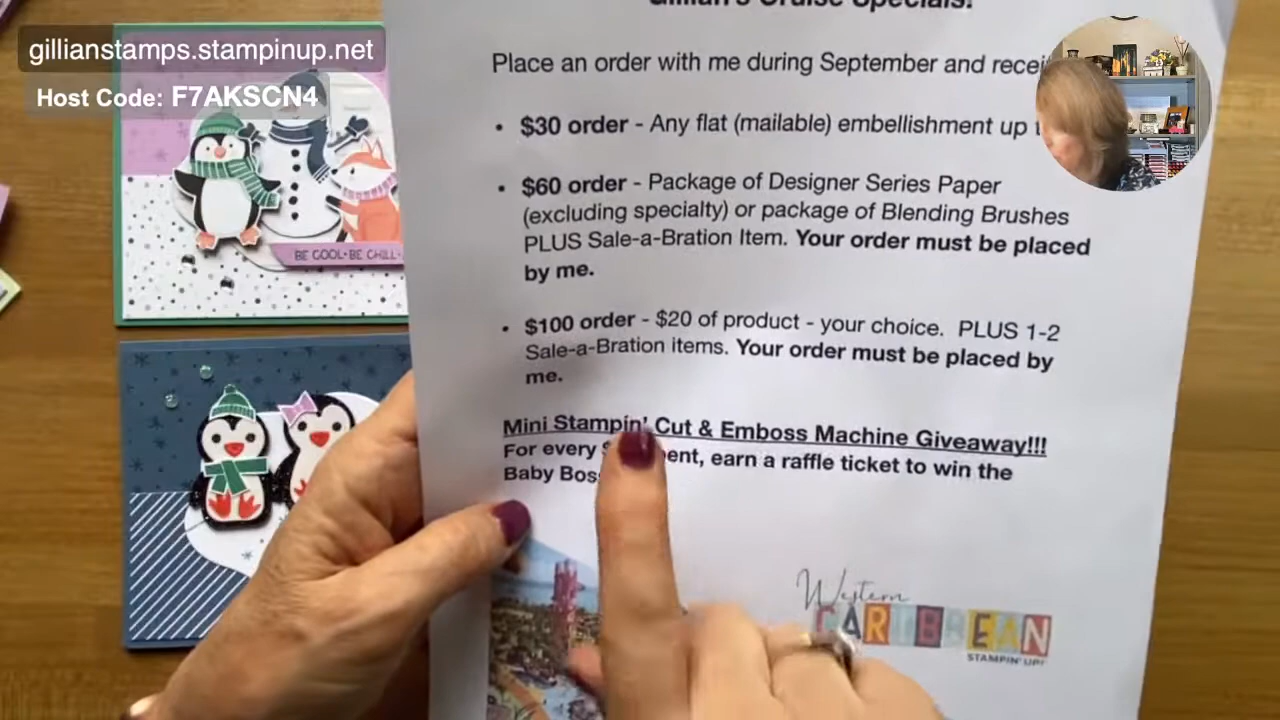 gillianstamps.stampinup.net
Host Code: F7AKSCN4
Gillian's Cruise Specials!
Place an order with me during September and
• $30 order - Any flat (mailable) embellishment up
• $60 order - Package of Designer Series Paper
(excluding specialty) or package of Blending Brushes
PLUS Sale-a-Bration Item. Your order must be placed
by me.
• $100 order - $20 of product - your choice. PLUS 1-2
Sale-a-Bration items. Your order must be placed by
me.
Mini Stampin' Cut & Emboss Machine Giveaway!!!
For every earn a raffle ticket to win the
Baby
BE COOL•BE CHILL•
Western
CARIBBEAN
STAMPIN' UP!